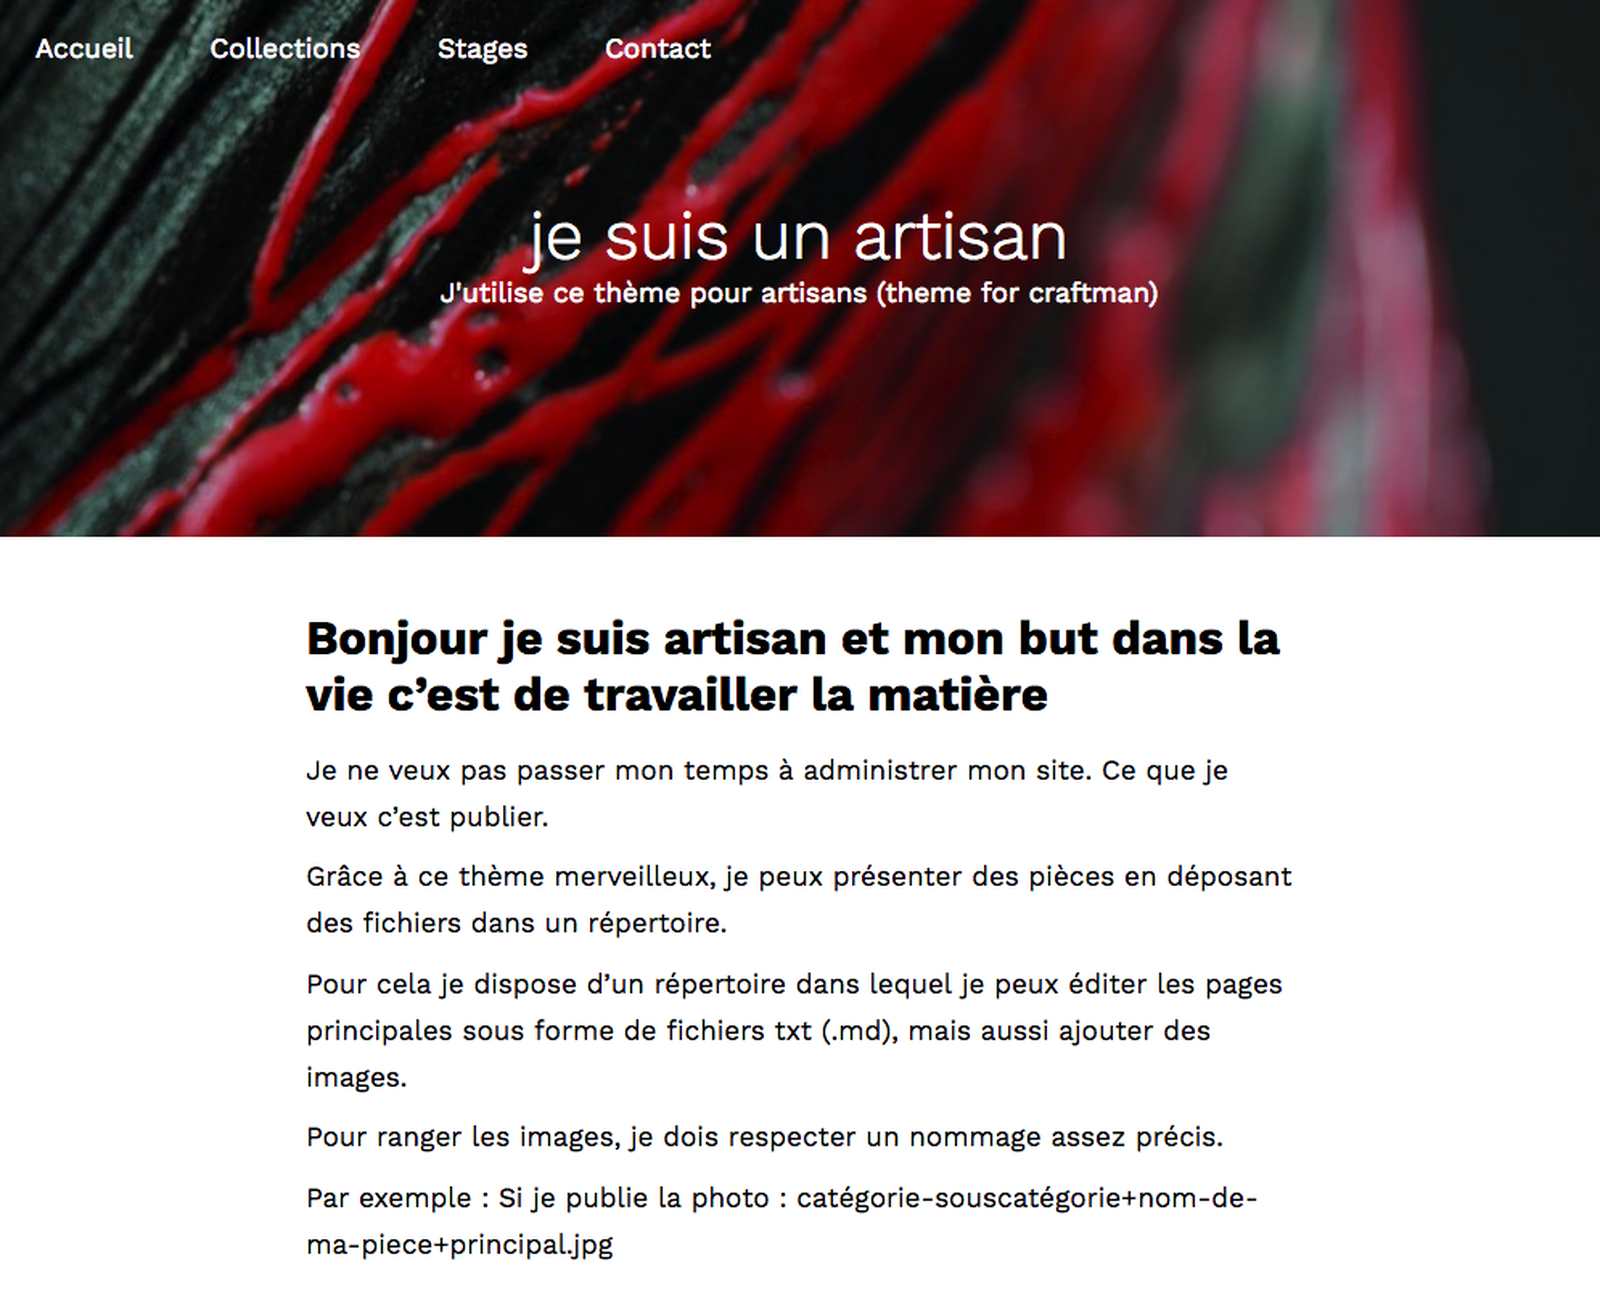 Accueil Collections Stages Contact
je suis un artisan
J'utilise ce thème pour artisans (theme for craftman)
Bonjour je suis artisan et mon but dans la
vie c’est de travailler la matière
Je ne veux pas passer mon temps à administrer mon site. Ce que je
veux c’est publier.
Grâce à ce thème merveilleux, je peux présenter des pièces en déposant
des fichiers dans un répertoire.
Pour cela je dispose d’un répertoire dans lequel je peux éditer les pages
principales sous forme de fichiers txt (.md), mais aussi ajouter des
images.
Pour ranger les images, je dois respecter un nommage assez précis.
Par exemple : Si je publie la photo : catégorie-souscatégorie+nom-de-
ma-piece+principal.jpg